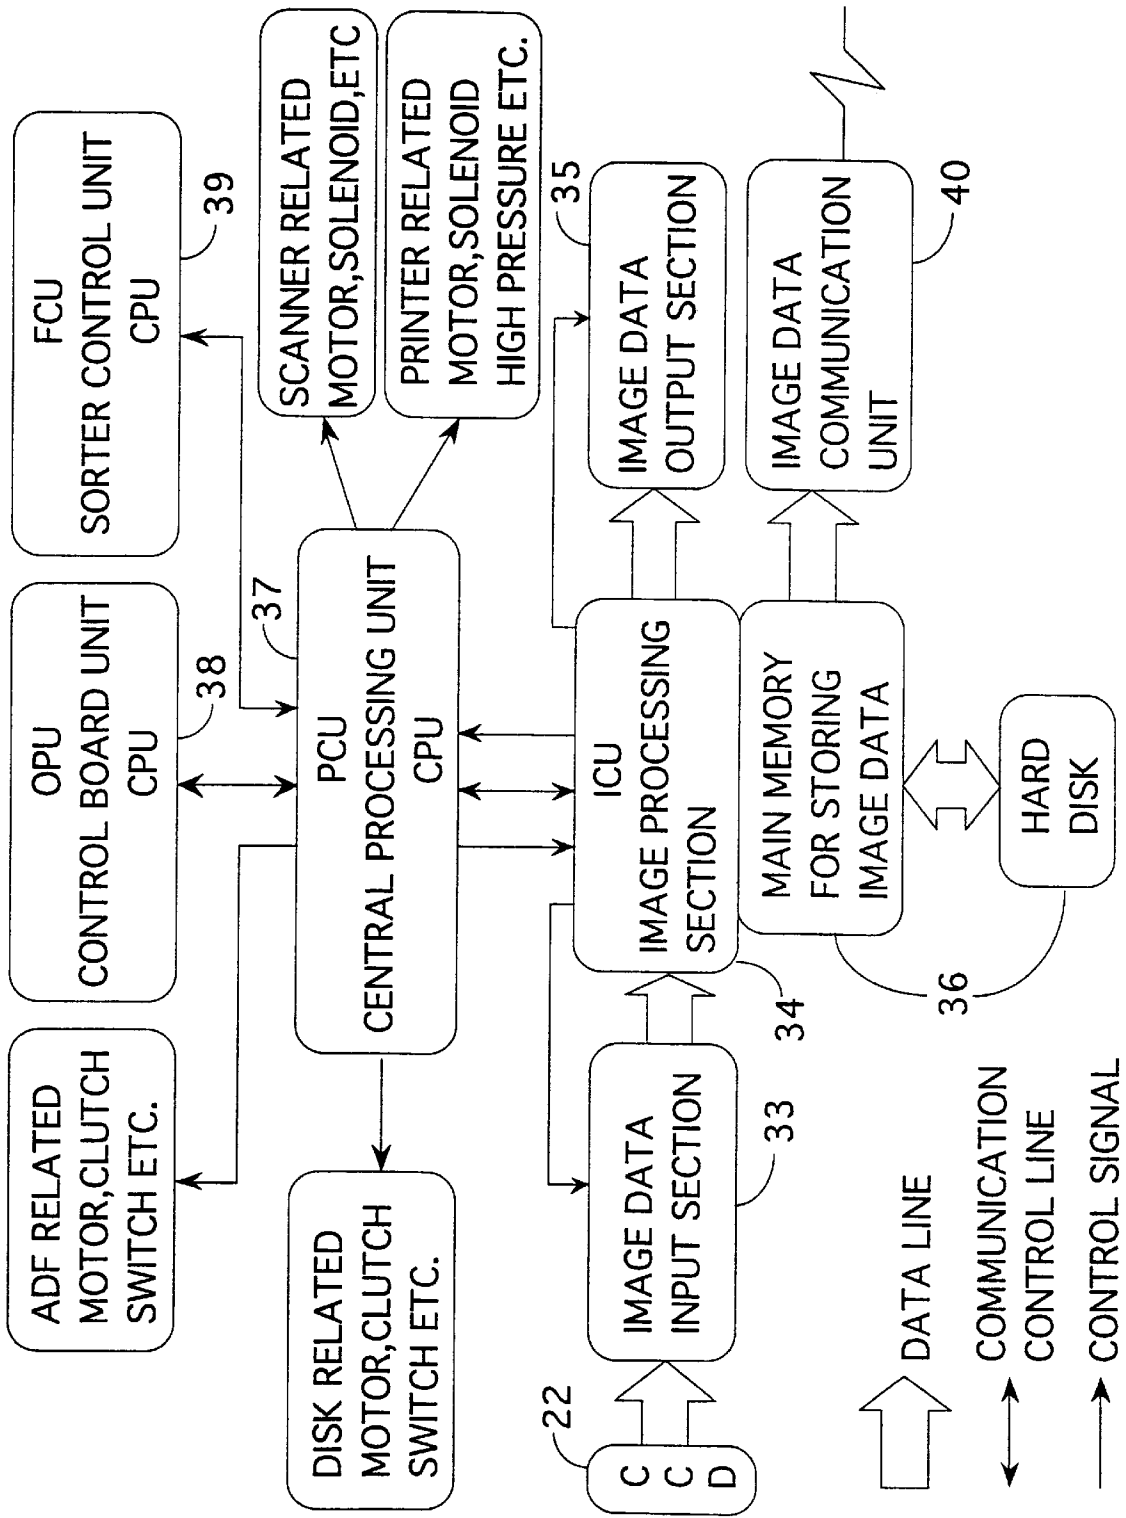 ADF RELATED
MOTOR,CLUTCH
SWITCH ETC.
OPU
CONTROL BOARD UNIT
CPU
38
FCU
SORTER CONTROL UNIT
CPU
39
DISK RELATED
MOTOR,CLUTCH
SWITCH ETC.
PCU
CENTRAL PROCESSING UNIT
CPU
37
SCANNER RELATED
MOTOR,SOLENOID,ETC
PRINTER RELATED
MOTOR,SOLENOID
HIGH PRESSURE ETC.
22
C
C
D
IMAGE DATA
INPUT SECTION
33
ICU
IMAGE PROCESSING
SECTION
34
IMAGE DATA
OUTPUT SECTION
35
MAIN MEMORY
FOR STORING
IMAGE DATA
36
IMAGE DATA
COMMUNICATION
UNIT
40
HARD
DISK
DATA LINE
COMMUNICATION
CONTROL LINE
CONTROL SIGNAL